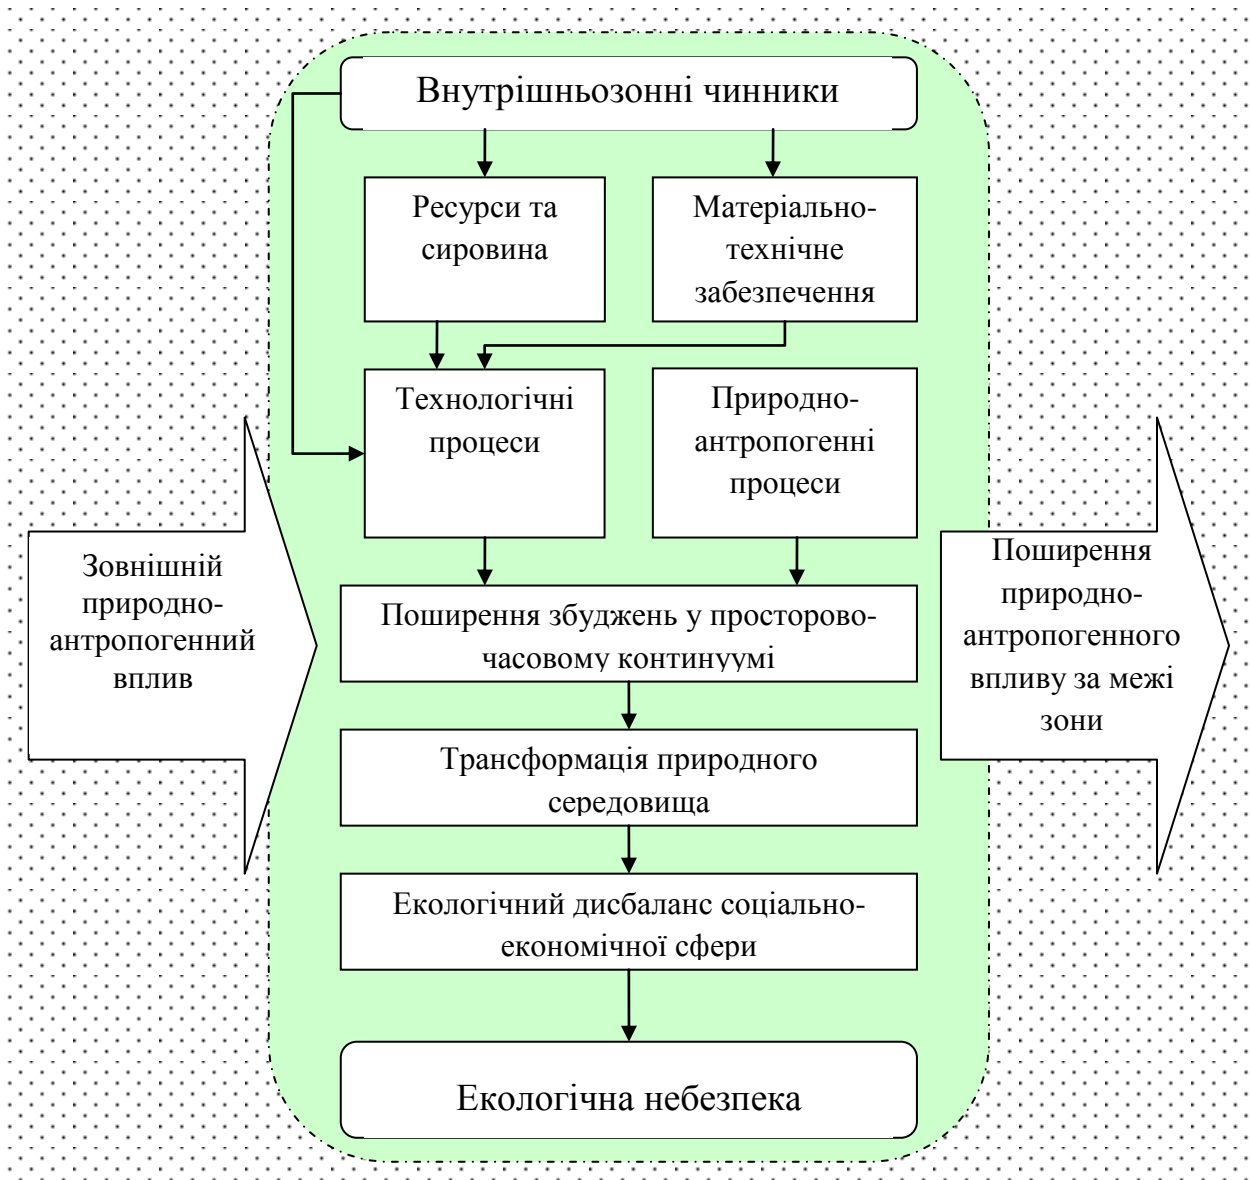 Внутрішньозонні чинники
Ресурси та
сировина
Матеріально-
технічне
забезпечення
Технологічні
процеси
Природно-
антропогенні
процеси
Зовнішній
природно-
антропогенний
вплив
Поширення збуджень у просторово-
часовому континуумі
Поширення
природно-
антропогенного
впливу за межі
зони
Трансформація природного
середовища
Екологічний дисбаланс соціально-
економічної сфери
Екологічна небезпека